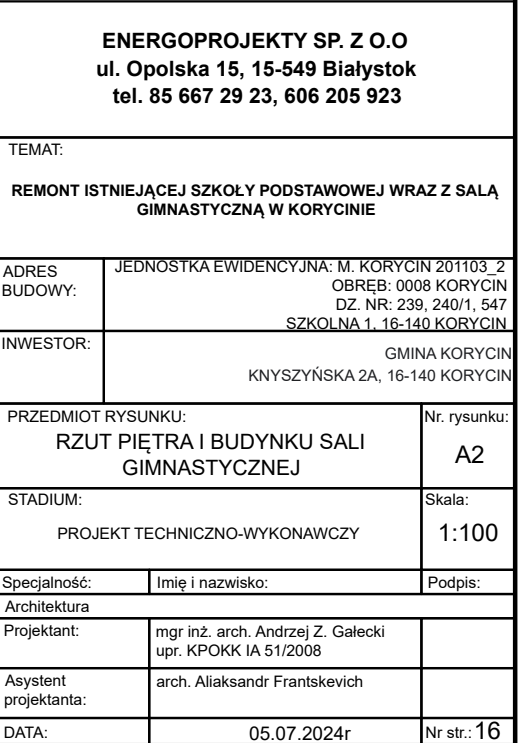 ENERGOPROJEKTY SP. Z O.O
ul. Opolska 15, 15-549 Białystok
tel. 85 667 29 23, 606 205 923
TEMAT:
REMONT ISTNIEJĄCEJ SZKOŁY PODSTAWOWEJ WRAZ Z SALĄ
GIMNASTYCZNĄ W KORYCINIE
ADRES
BUDOWY:
JEDNOSTKA EWIDENCYJNA: M. KORYCIN 201103_2
OBRĘB: 0008 KORYCIN
DZ. NR: 239, 240/1, 547
SZKOLNA 1, 16-140 KORYCIN
INWESTOR:
GMINA KORYCIN
KNYSZYŃSKA 2A, 16-140 KORYCIN
PRZEDMIOT RYSUNKU:
RZUT PIĘTRA I BUDYNKU SALI
GIMNASTYCZNEJ
Nr. rysunku:
A2
STADIUM:
PROJEKT TECHNICZNO-WYKONAWCZY
Skala:
1:100
Specjalność:
Imię i nazwisko:
Podpis:
Architektura
Projektant:
mgr inż. arch. Andrzej Z. Gałecki
upr. KPOKK IA 51/2008
Asystent
projektanta:
arch. Aliaksandr Frantskevich
DATA:
05.07.2024r
Nr str.: 16